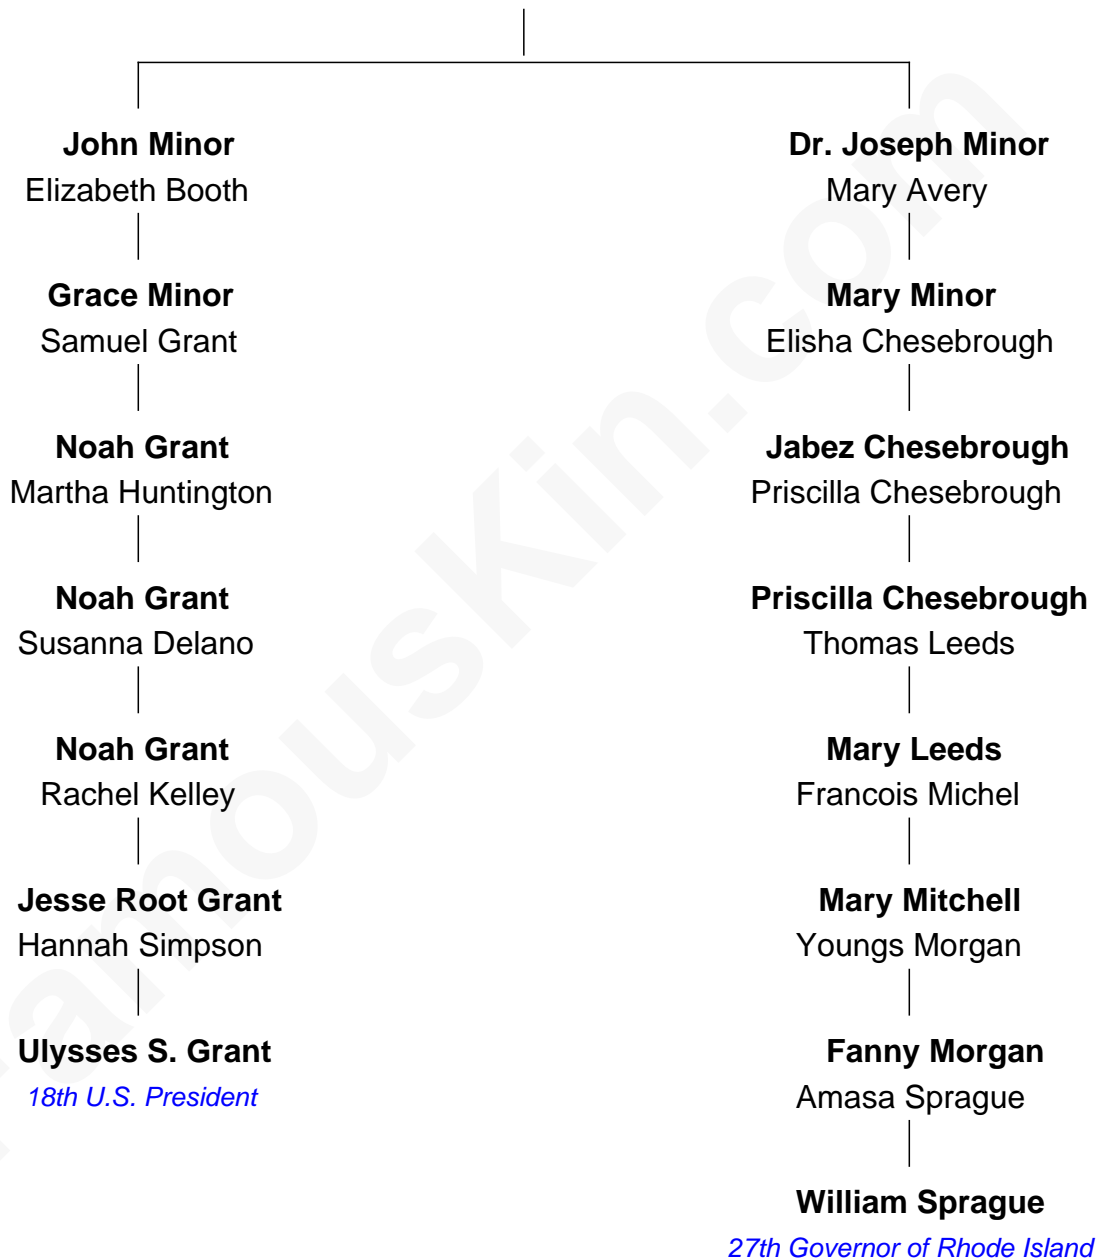 John Minor
Elizabeth Booth
Grace Minor
Samuel Grant
Noah Grant
Martha Huntington
Noah Grant
Susanna Delano
Noah Grant
Rachel Kelley
Jesse Root Grant
Hannah Simpson
Ulysses S. Grant
18th U.S. President
Dr. Joseph Minor
Mary Avery
Mary Minor
Elisha Chesebrough
Jabez Chesebrough
Priscilla Chesebrough
Priscilla Chesebrough
Thomas Leeds
Mary Leeds
Francois Michel
Mary Mitchell
Youngs Morgan
Fanny Morgan
Amasa Sprague
William Sprague
27th Governor of Rhode Island
FamousKin.com